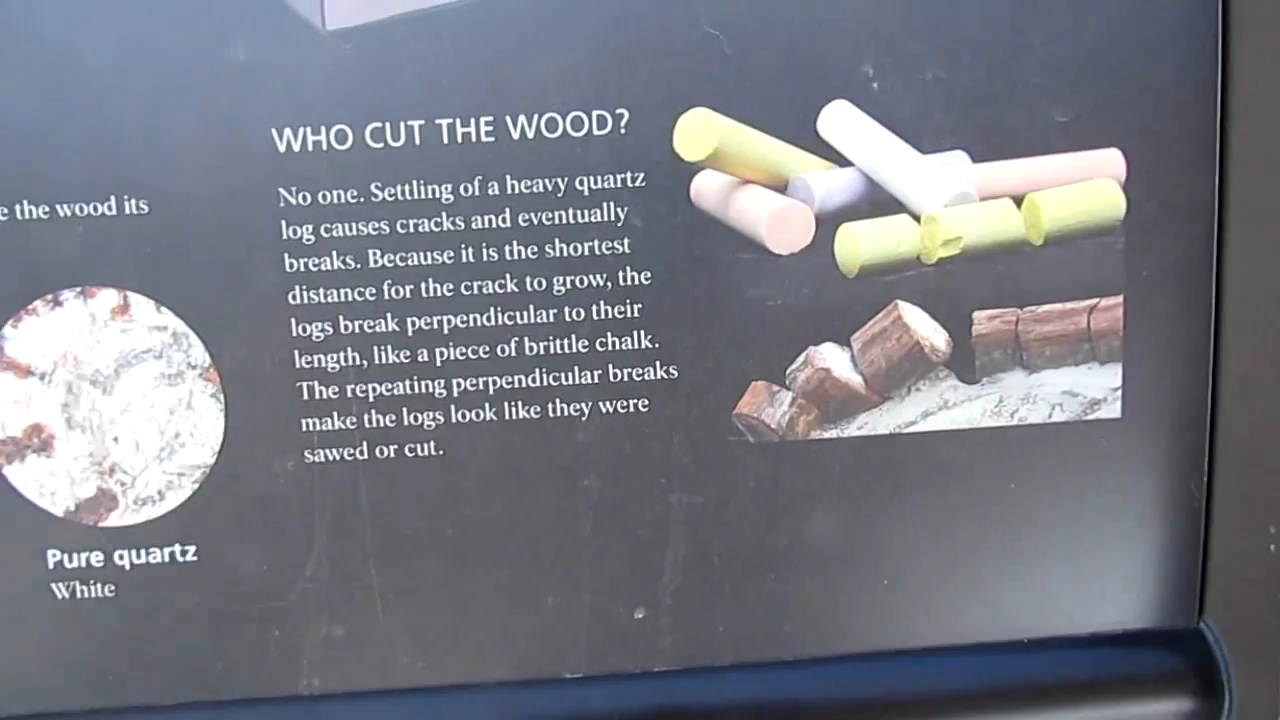 e the wood its
Pure quartz
White
WHO CUT THE WOOD?
No one. Settling of a heavy quartz
log causes cracks and eventually
breaks. Because it is the shortest
distance for the crack to grow, the
logs break perpendicular to their
length, like a piece of brittle chalk.
The repeating perpendicular breaks
make the logs look like they were
sawed or cut.